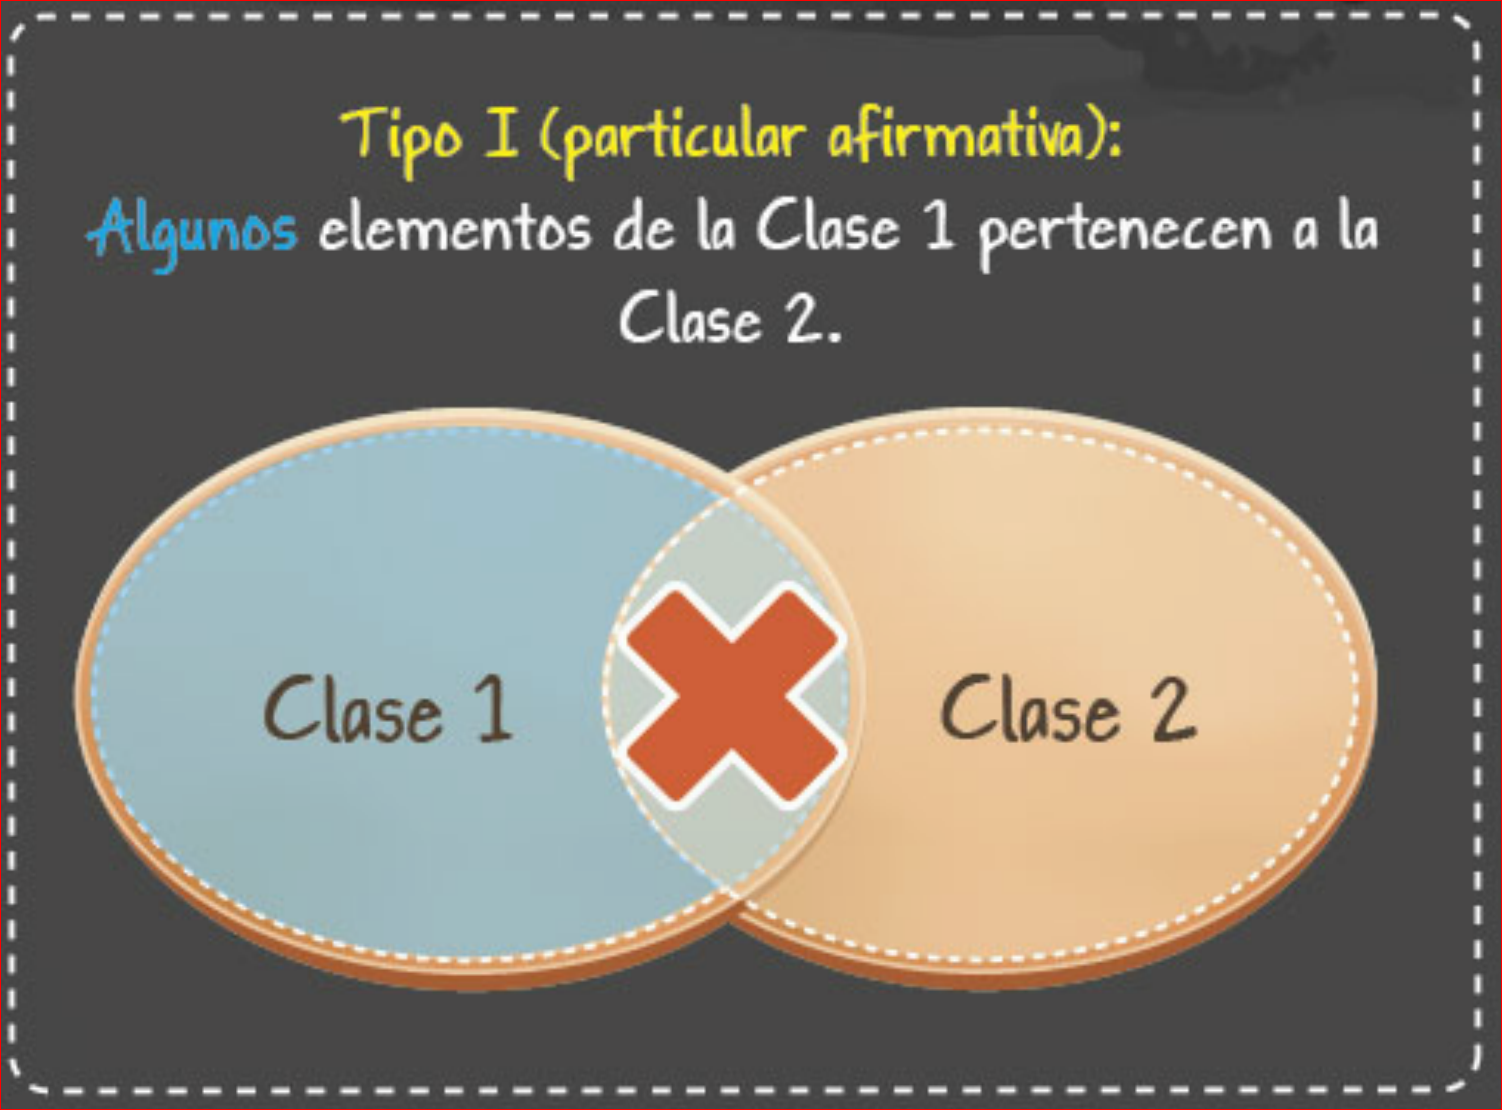 Tipo I (particular afirmativa):
Algunos elementos de la Clase 1 pertenecen a la
Clase 2.
Clase 1
Clase 2